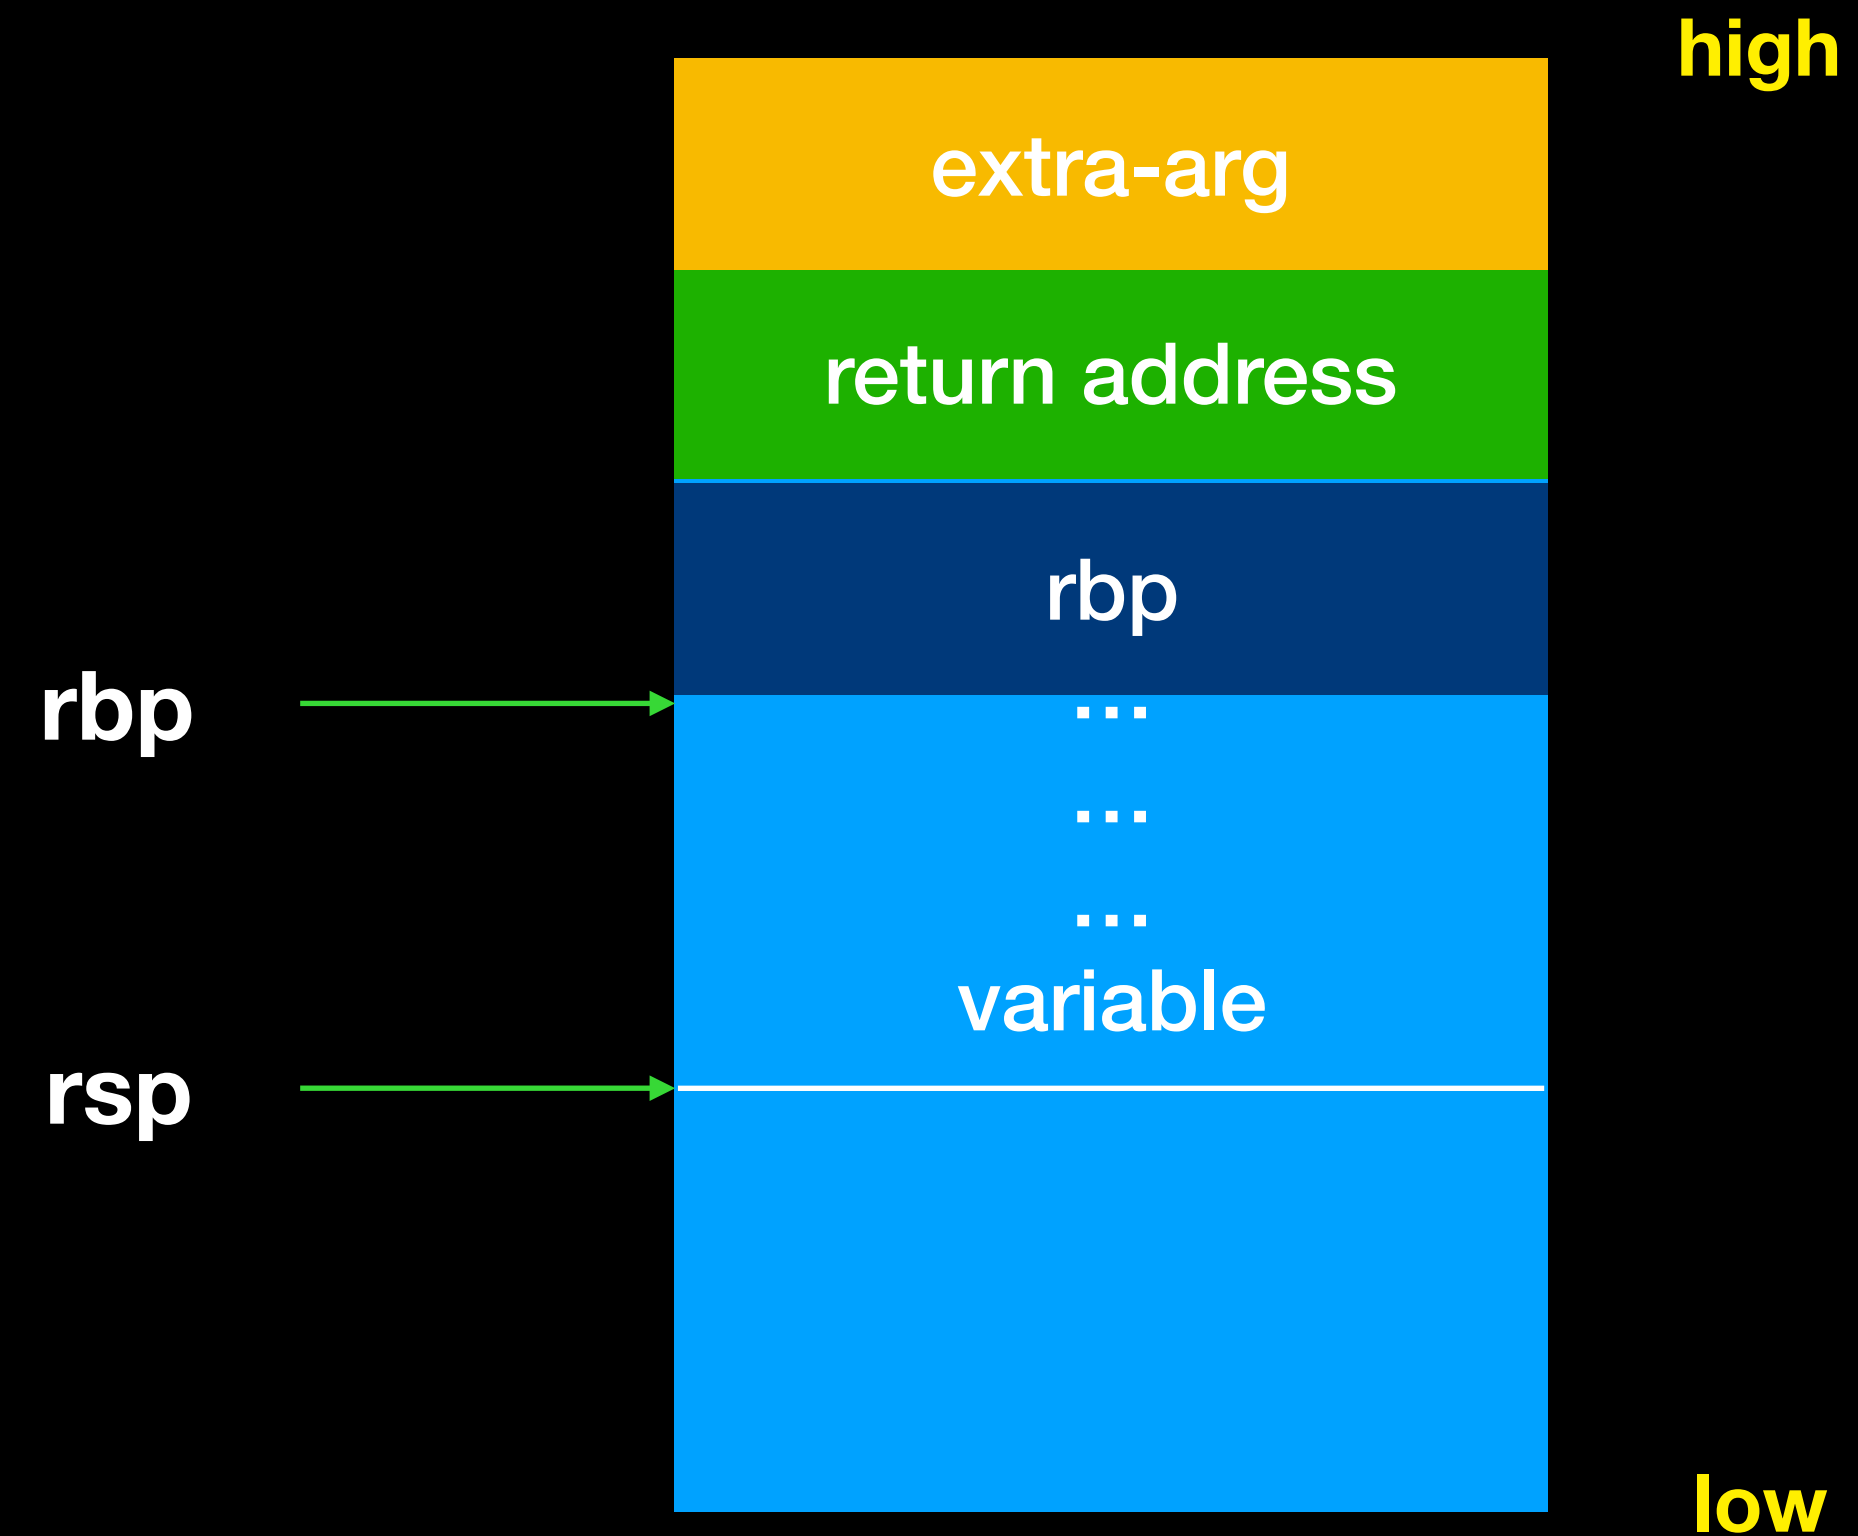 high
extra-arg
return address
rbp
rbp
...
...
...
variable
rsp
low